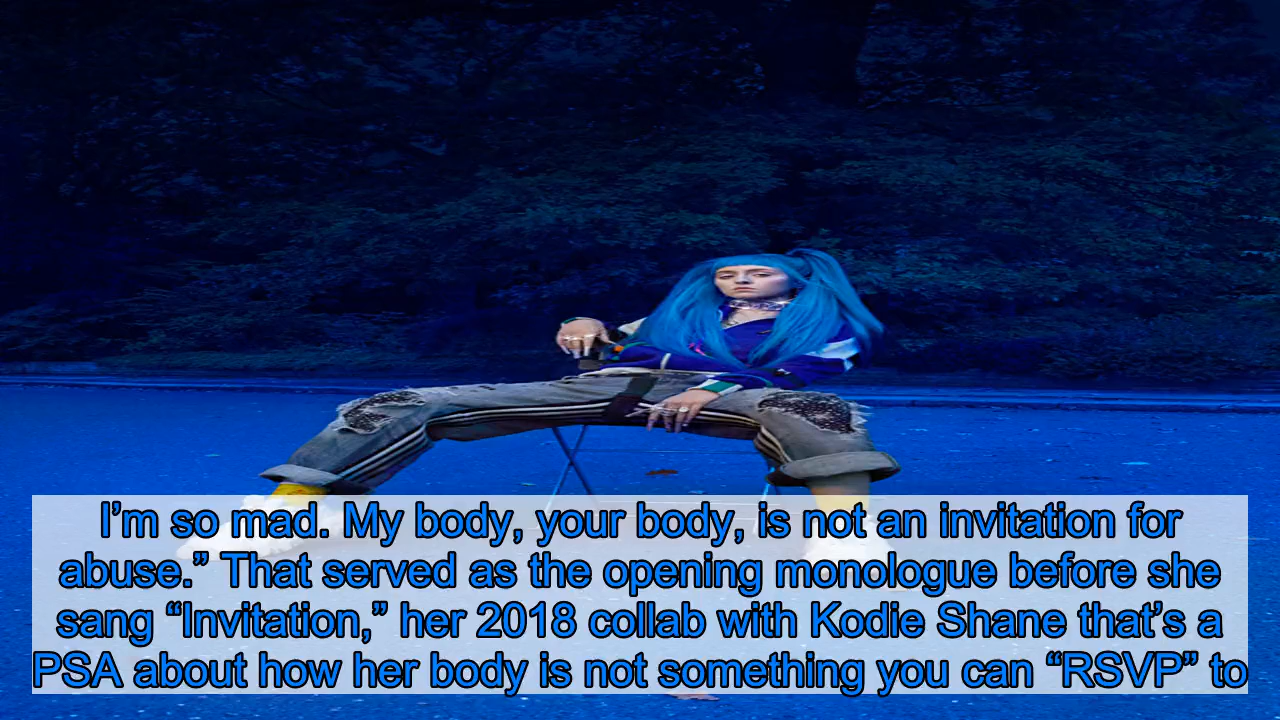 I’m so mad. My body, your body, is not an invitation for
abuse.” That served as the opening monologue before she
sang “Invitation,” her 2018 collab with Kodie Shane that’s a
PSA about how her body is not something you can “RSVP” to